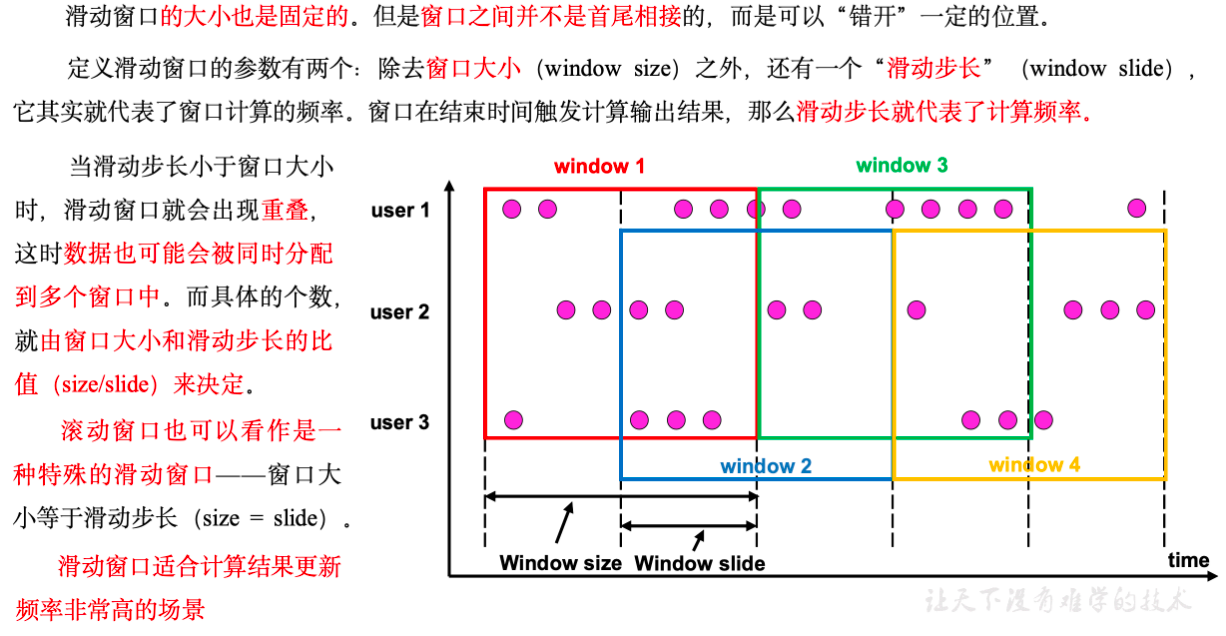 滑动窗口的大小也是固定的。但是窗口之间并不是首尾相接的，而是可以“错开”一定的位置。
定义滑动窗口的参数有两个：除去窗口大小（window size）之外，还有一个“滑动步长”（window slide），
它其实就代表了窗口计算的频率。窗口在结束时间触发计算输出结果，那么滑动步长就代表了计算频率。
当滑动步长小于窗口大小
时，滑动窗口就会出现重叠，
这时数据也可能会被同时分配
到多个窗口中。而具体的个数，
就由窗口大小和滑动步长的比
值（size/slide）来决定。
滚动窗口也可以看作是一
种特殊的滑动窗口——窗口大
小等于滑动步长（size = slide）。
滑动窗口适合计算结果更新
频率非常高的场景
window 1
window 3
user 1
user 2
user 3
window 2
window 4
Window size
Window slide
time
让天下没有难学的技术